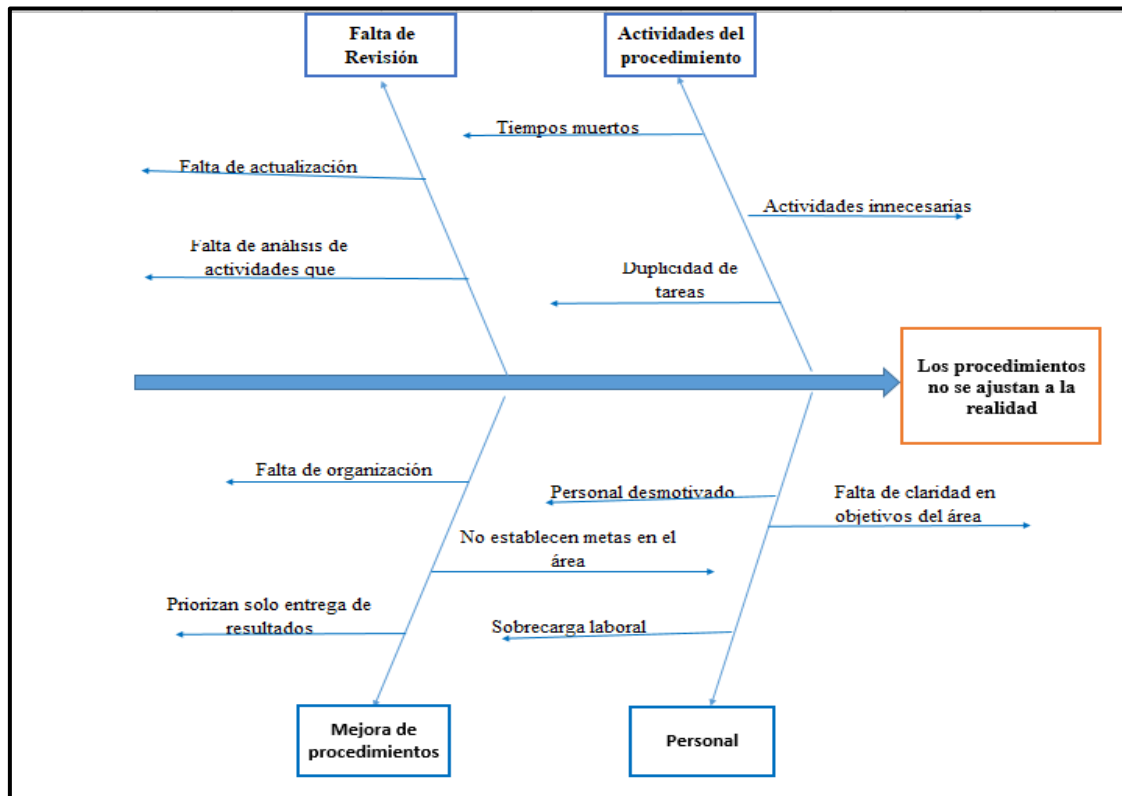 Falta de
Revisión
Actividades del
procedimiento
Tiempos muertos
Falta de actualización
Actividades innecesarias
Falta de análisis de
actividades que
Duplicidad de
tareas
Los procedimientos
no se ajustan a la
realidad
Falta de organización
Personal desmotivado
Falta de claridad en
objetivos del área
No establecen metas en el
área
Priorizan solo entrega de
resultados
Sobrecarga laboral
Mejora de
procedimientos
Personal